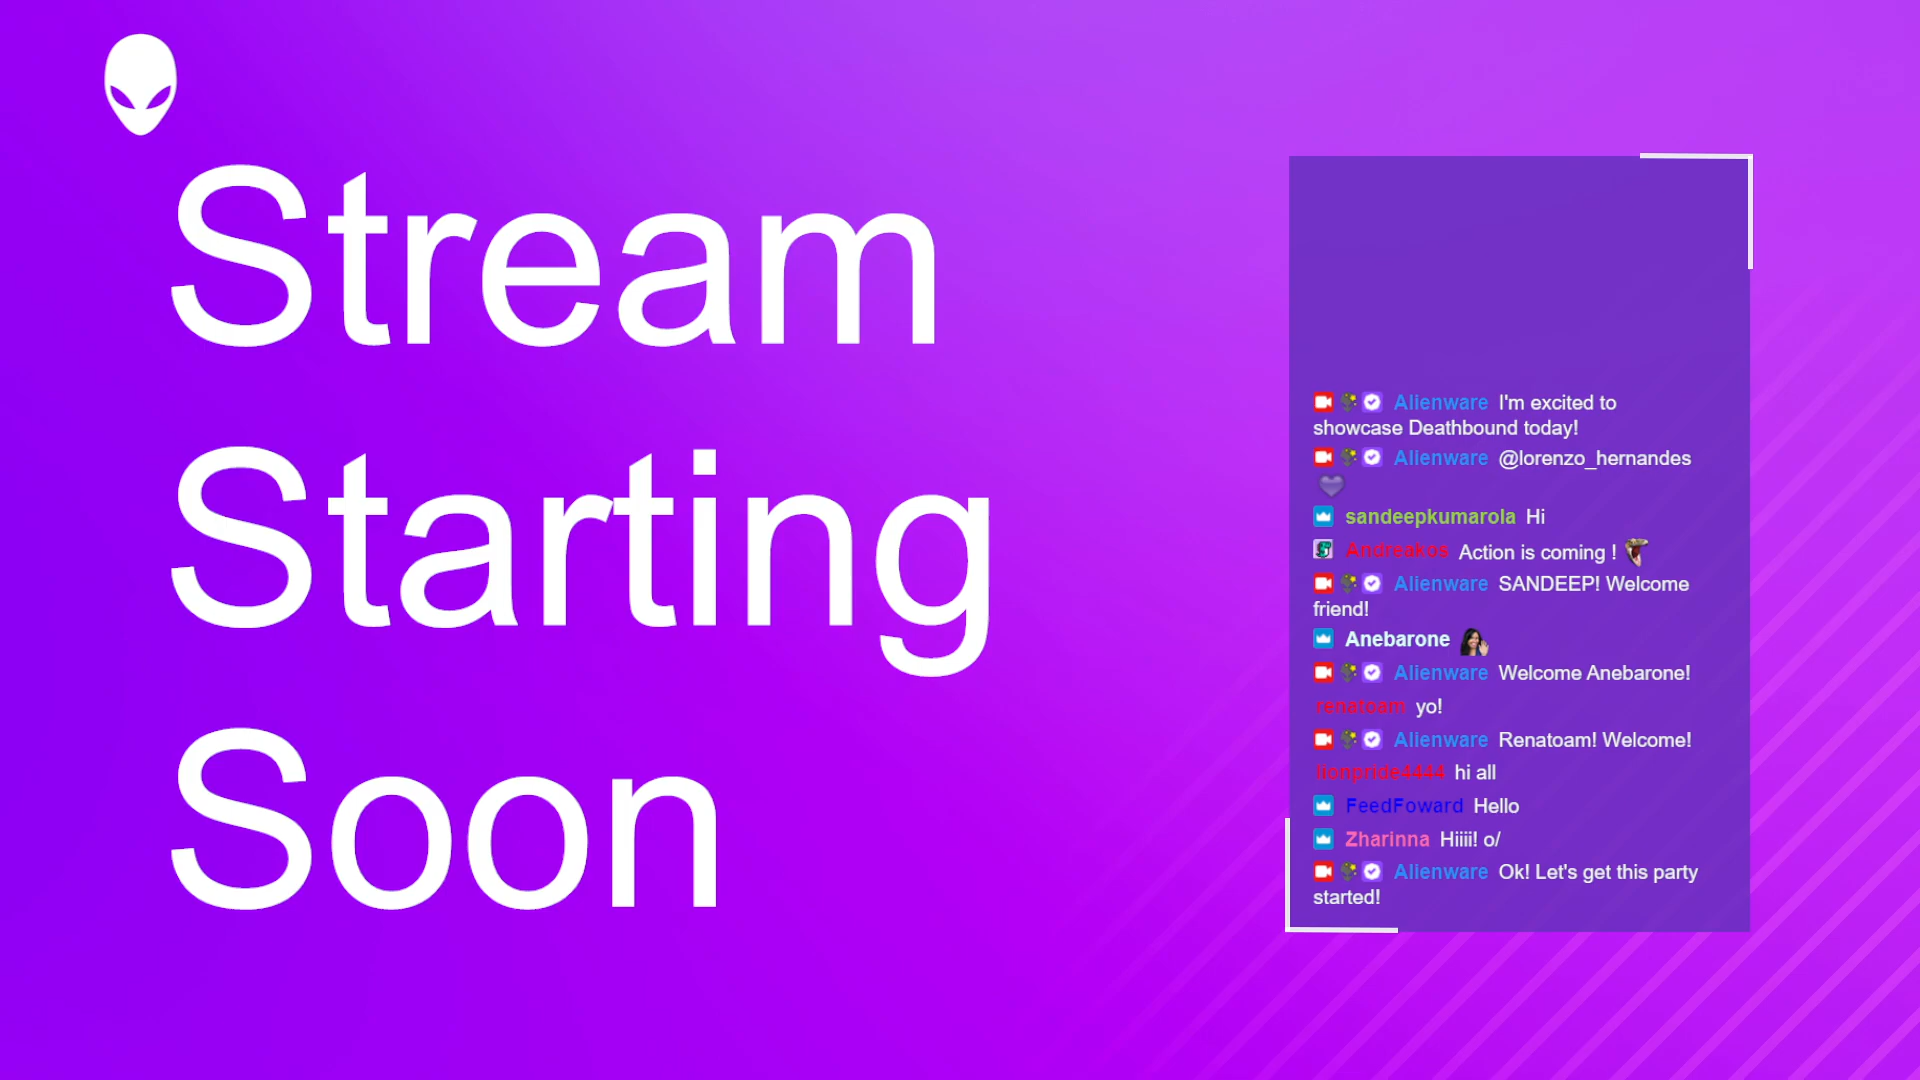 Stream
Starting
Soon
Alienware I'm excited to
showcase Deathbound today!
Alienware @lorenzo_hernandes
sandeepkumarola Hi
Andreakos Action is coming !
Alienware SANDEEP! Welcome
friend!
Anebarone
Alienware Welcome Anebarone!
renatoam yo!
Alienware Renatoam! Welcome!
lionpride4444 hi all
FeedFoward Hello
Zharinna Hiiii! o/
Alienware Ok! Let's get this party
started!